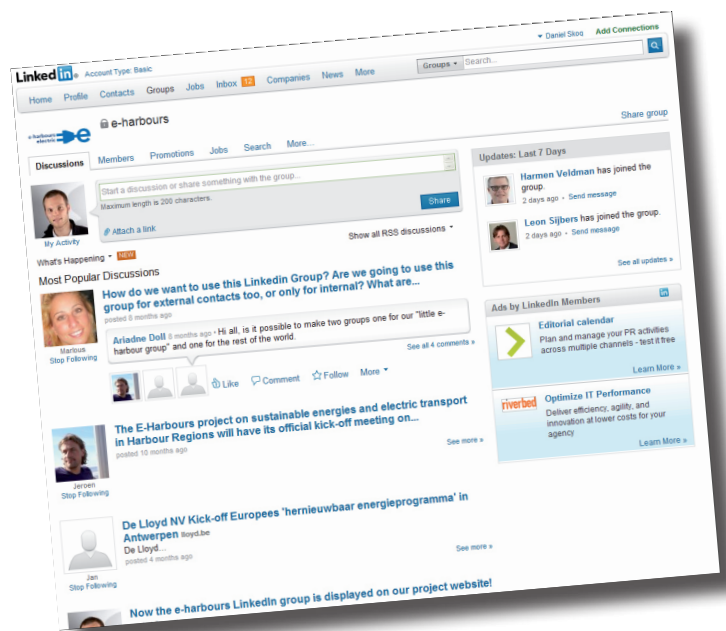 Linked in Account Type: Basic
Daniel Skog Add Connections
Home Profile Contacts Groups Jobs Inbox 12 Companies News More Groups Search...
e-harbours electric e
e-harbours
Share group
Discussions Members Promotions Jobs Search More...
Start a discussion or share something with the group...
Maximum length is 200 characters.
Attach a link
Share
My Activity
What's Happening NEW
Show all RSS discussions
Most Popular Discussions
How do we want to use this Linkedin Group? Are we going to use this
group for external contacts too, or only for internal? What are...
posted 8 months ago
Marlous
Stop Following
Ariadne Doll 8 months ago • Hi all, is it possible to make two groups one for our "little e-
harbour group" and one for the rest of the world.
See all 4 comments »
Like Comment Follow More
The E-Harbours project on sustainable energies and electric transport
in Harbour Regions will have its official kick-off meeting on...
posted 10 months ago
See more »
Jeroen
Stop Following
De Lloyd NV Kick-off Europees 'hernieuwbaar energieprogramma' in
Antwerpen lloyd.be
De Lloyd...
posted 4 months ago
See more »
Jan
Stop Following
Now the e-harbours LinkedIn group is displayed on our project website!
Updates: Last 7 Days
Harmen Veldman has joined the
group.
2 days ago • Send message
Leon Sijbers has joined the group.
2 days ago • Send message
See all updates »
Ads by LinkedIn Members in
Editorial calendar
Plan and manage your PR activities
across multiple channels - test it free
Learn More »
riverbed
Optimize IT Performance
Deliver efficiency, agility, and
innovation at lower costs for your
agency
Learn More »